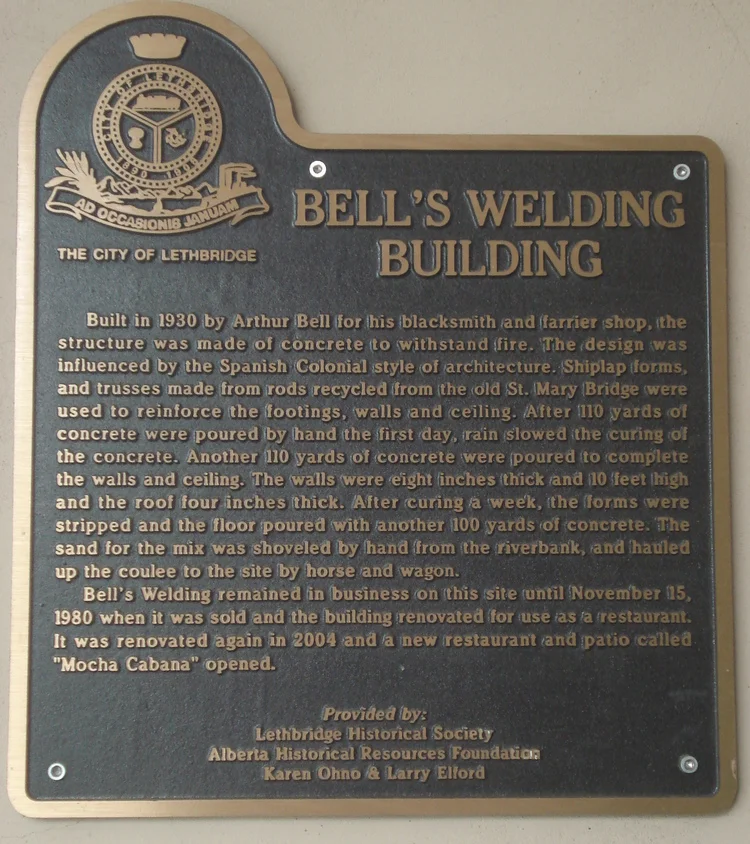 CITY OF LETHBRIDGE
AD OCCASIONIS JANUAM
THE CITY OF LETHBRIDGE
BELL'S WELDING
BUILDING
Built in 1930 by Arthur Bell for his blacksmith and farrier shop, the
structure was made of concrete to withstand fire. The design was
influenced by the Spanish Colonial style of architecture. Shiplap forms,
and trusses made from rods recycled from the old St. Mary Bridge were
used to reinforce the footings, walls and ceiling. After 110 yards of
concrete were poured by hand the first day, rain slowed the curing of
the concrete. Another 110 yards of concrete were poured to complete
the walls and ceiling. The walls were eight inches thick and 10 feet high
and the roof four inches thick. After curing a week, the forms were
stripped and the floor poured with another 100 yards of concrete. The
sand for the mix was shoveled by hand from the riverbank, and hauled
up the coulee to the site by horse and wagon.
Bell's Welding remained in business on this site until November 15,
1980 when it was sold and the building renovated for use as a restaurant.
It was renovated again in 2004 and a new restaurant and patio called
"Mocha Cabana" opened.
Provided by:
Lethbridge Historical Society
Alberta Historical Resources Foundation
Karen Ohno & Larry Elford